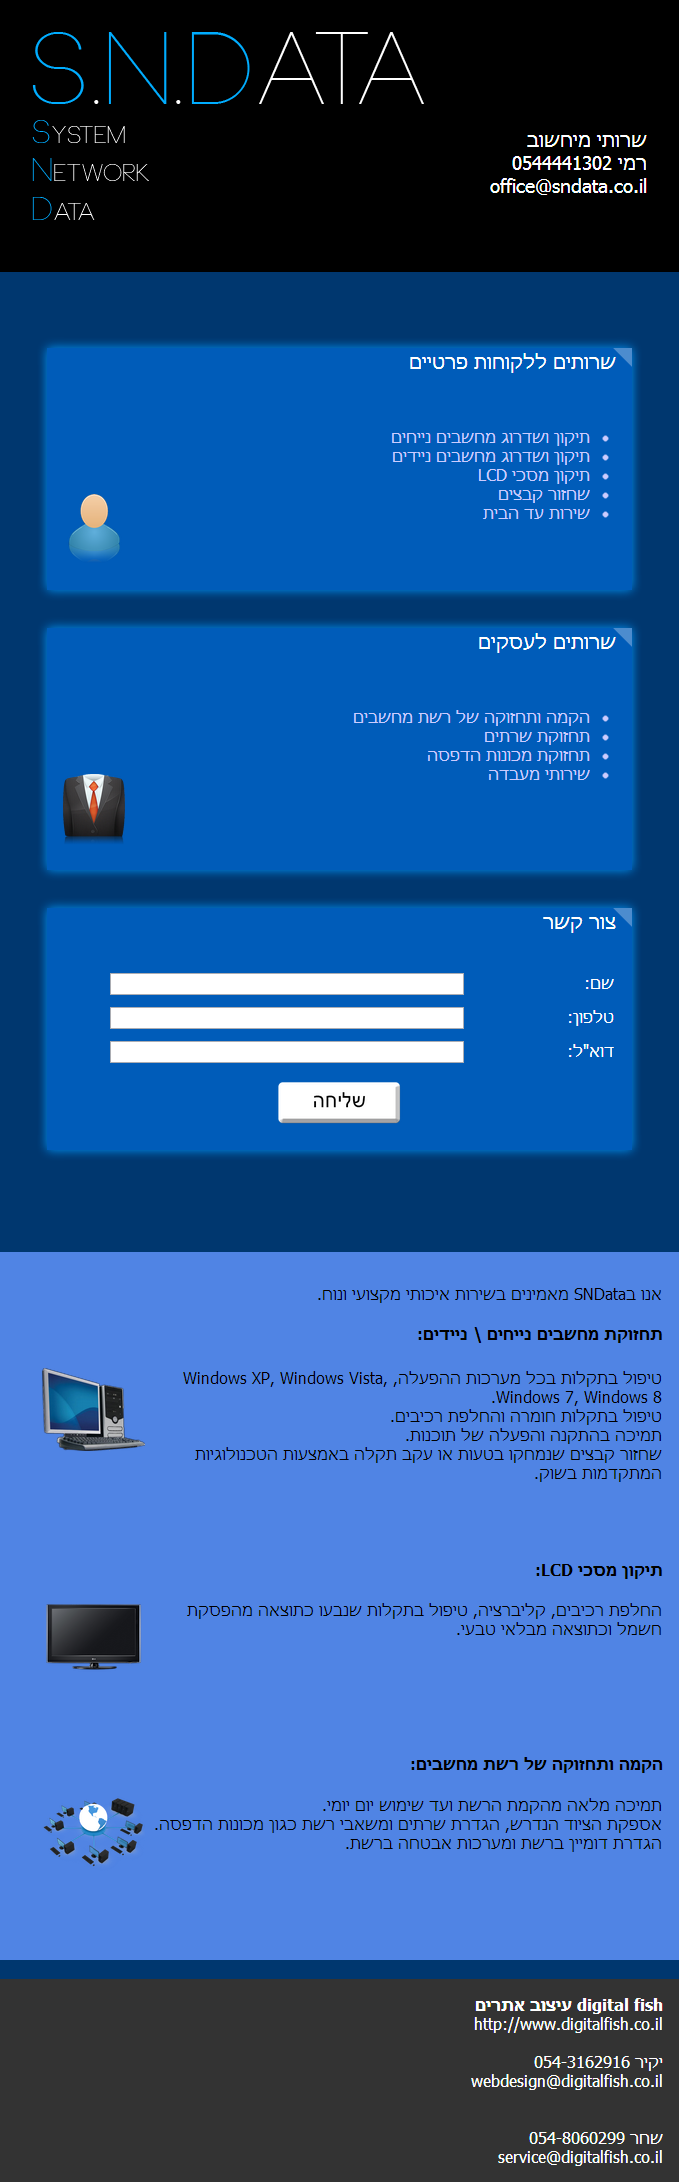 S.N.DATA
SYSTEM
NETWORK
DATA
שרותי מיחשוב
רמי 0544441302
office@sndata.co.il
שרותים ללקוחות פרטיים
תיקון ושדרוג מחשבים נייחים
תיקון ושדרוג מחשבים ניידים
תיקון מסכי LCD
שחזור קבצים
שירות עד הבית
שרותים לעסקים
הקמה ותחזוקה של רשת מחשבים
תחזוקת שרתים
תחזוקת מכונות הדפסה
שירותי מעבדה
צור קשר
שם:
טלפון:
דוא"ל:
שליחה
אנו בSNData מאמינים בשירות איכותי מקצועי ונוח.
תחזוקת מחשבים נייחים \ ניידים:
טיפול בתקלות בכל מערכות ההפעלה, Windows XP, Windows Vista,
Windows 7, Windows 8.
טיפול בתקלות חומרה והחלפת רכיבים.
תמיכה בהתקנה והפעלה של תוכנות.
שחזור קבצים שנמחקו בטעות או עקב תקלה באמצעות הטכנולוגיות
המתקדמות בשוק.
תיקון מסכי LCD:
החלפת רכיבים, קליברציה, טיפול בתקלות שנבעו כתוצאה מהפסקת
חשמל וכתוצאה מבלאי טבעי.
הקמה ותחזוקה של רשת מחשבים:
תמיכה מלאה מהקמת הרשת ועד שימוש יום יומי.
אספקת הציוד הנדרש, הגדרת שרתים ומשאבי רשת כגון מכונות הדפסה.
הגדרת דומיין ברשת ומערכות אבטחה ברשת.
digital fish עיצוב אתרים
http://www.digitalfish.co.il
יקיר 054-3162916
webdesign@digitalfish.co.il
שחר 054-8060299
service@digitalfish.co.il